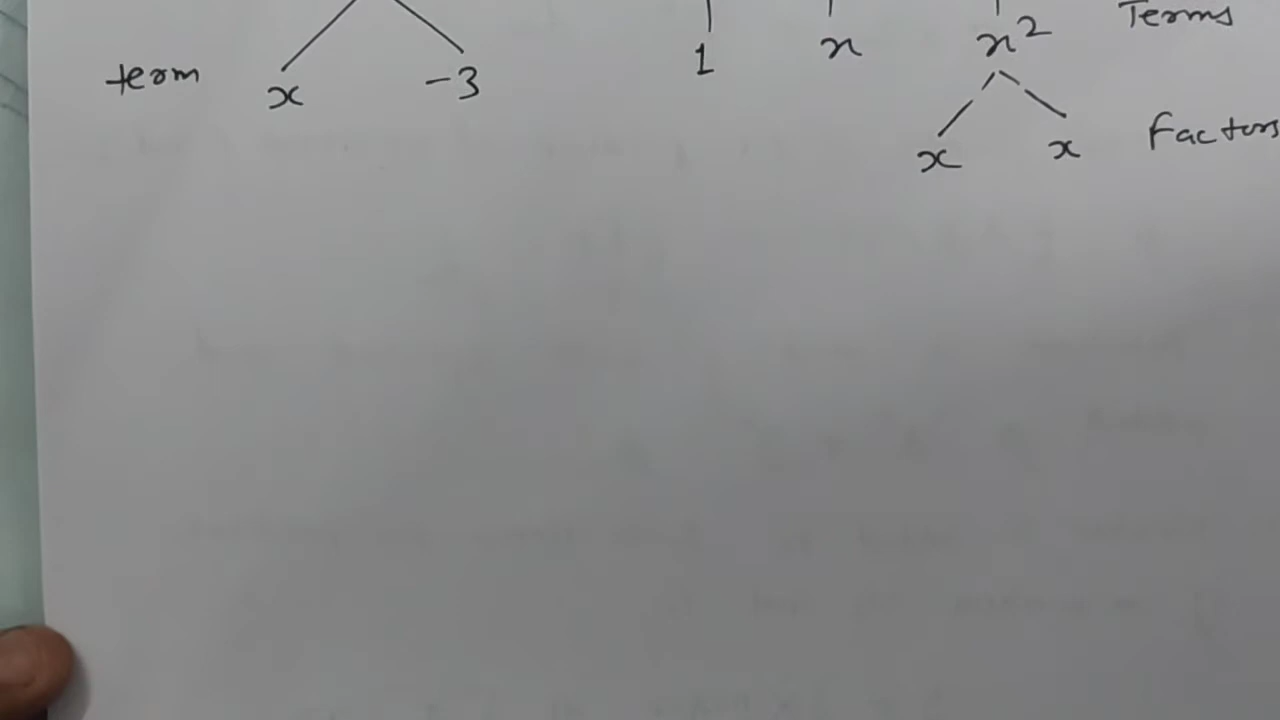 term x -3
1 x x² Terms
x x Factors